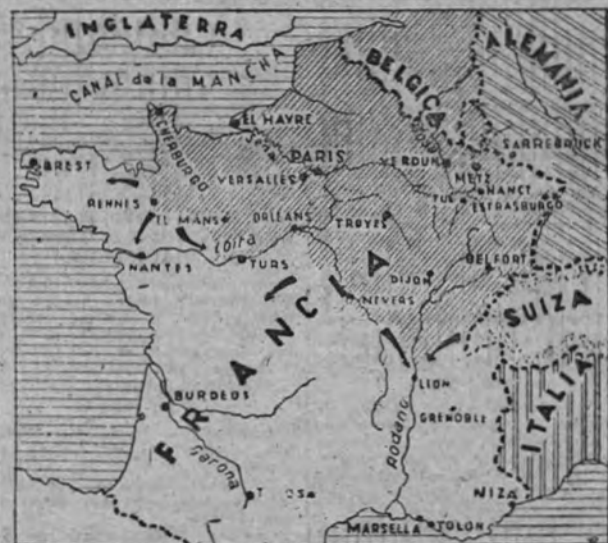 INGLATERRA
CANAL de la MANCHA
BELGICA
ALEMANIA
CHERBURGO
EL HAVRE
Sena
PARIS
VERSALLES
VERDUN
Mosa
METZ
SARREBRUCK
NANCY
TUL
ESTRASBURGO
BREST
RENNES
EL MANS
ORLEANS
TROYES
Loira
NANTES
TURS
BELFORT
DIJON
NEVERS
SUIZA
FRANCIA
LION
GRENOBLE
ITALIA
BURDEOS
Rodano
Garona
NIZA
MARSELLA
TOLON